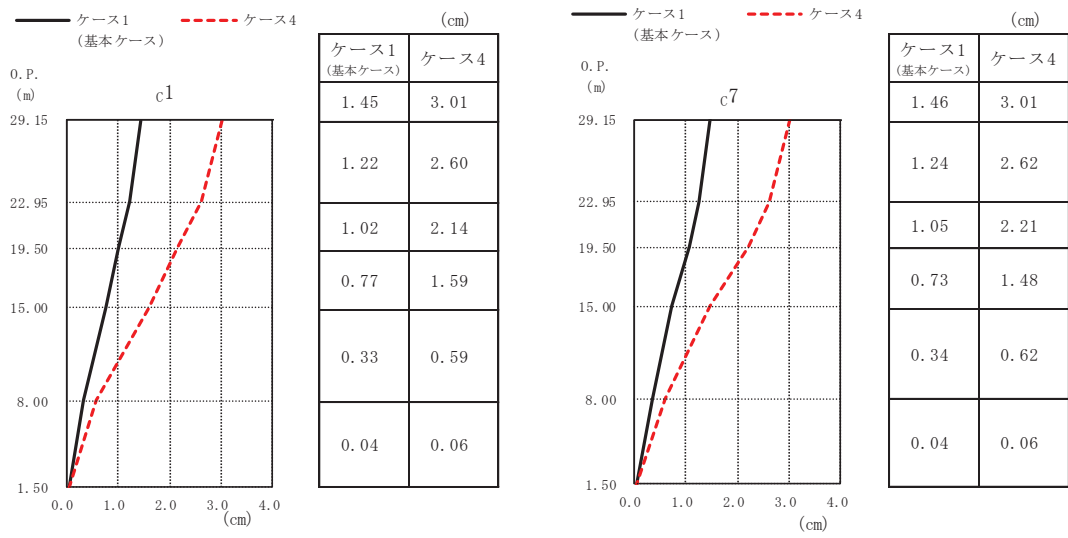 ケース1
(基本ケース)
ケース4
O.P.
(m)
C1
29.15
22.95
19.50
15.00
8.00
1.50
0.0 1.0 2.0 3.0 4.0
(cm)
(cm)
ケース1
(基本ケース)
ケース4
1.45 3.01
1.22 2.60
1.02 2.14
0.77 1.59
0.33 0.59
0.04 0.06
ケース1
(基本ケース)
ケース4
O.P.
(m)
C7
29.15
22.95
19.50
15.00
8.00
1.50
0.0 1.0 2.0 3.0 4.0
(cm)
(cm)
ケース1
(基本ケース)
ケース4
1.46 3.01
1.24 2.62
1.05 2.21
0.73 1.48
0.34 0.62
0.04 0.06